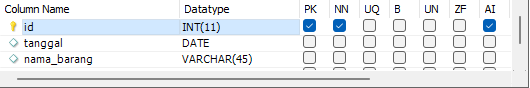 Column Name Datatype PK NN UQ B UN ZF AI
id INT(11)
tanggal DATE
nama_barang VARCHAR(45)